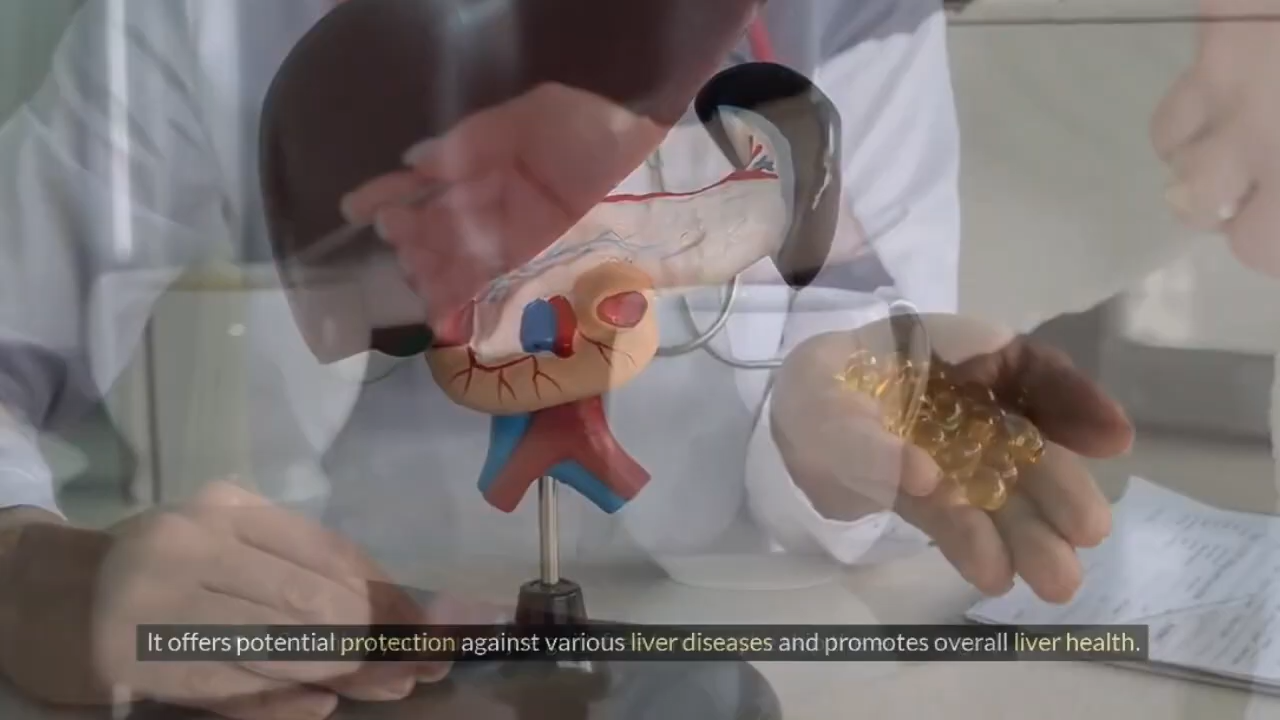 It offers potential protection against various liver diseases and promotes overall liver health.